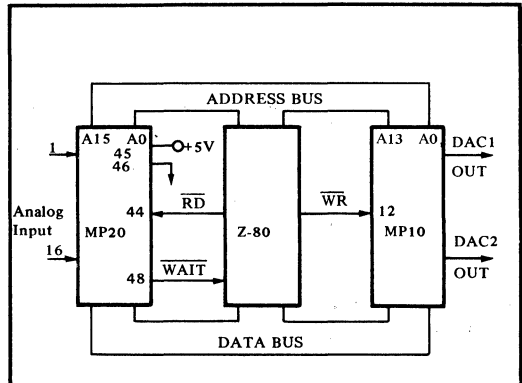 ADDRESS BUS
A15 A0
A13 A0
DAC1
OUT
1
45
+5V
46
Analog
Input
16
44
RD
WR
12
MP20
Z-80
MP10
DAC2
OUT
48
WAIT
DATA BUS